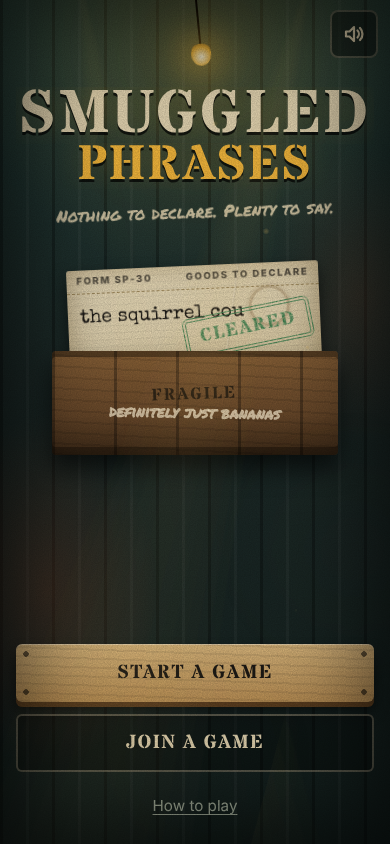 SMUGGLED
PHRASES
Nothing to declare. Plenty to say.
FORM SP-30 GOODS TO DECLARE
the squirrel cou
CLEARED
FRAGILE
DEFINITELY JUST BANANAS
START A GAME
JOIN A GAME
How to play